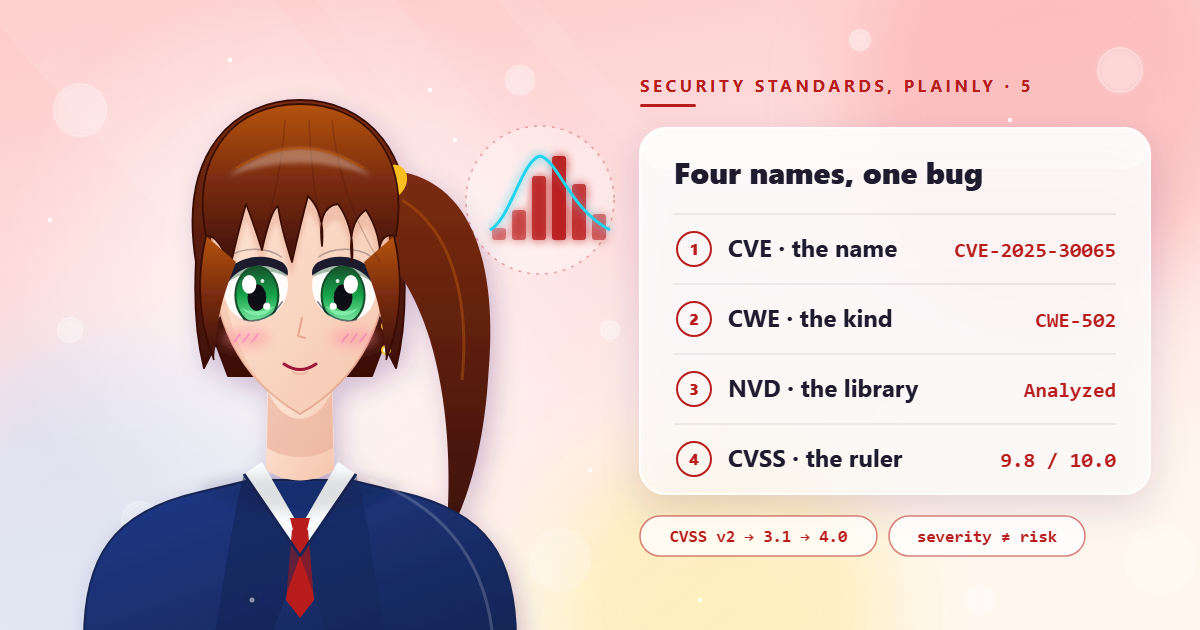 SECURITY STANDARDS, PLAINLY · 5
Four names, one bug
1 CVE · the name CVE-2025-30065
2 CWE · the kind CWE-502
3 NVD · the library Analyzed
4 CVSS · the ruler 9.8 / 10.0
CVSS v2 → 3.1 → 4.0 severity ≠ risk